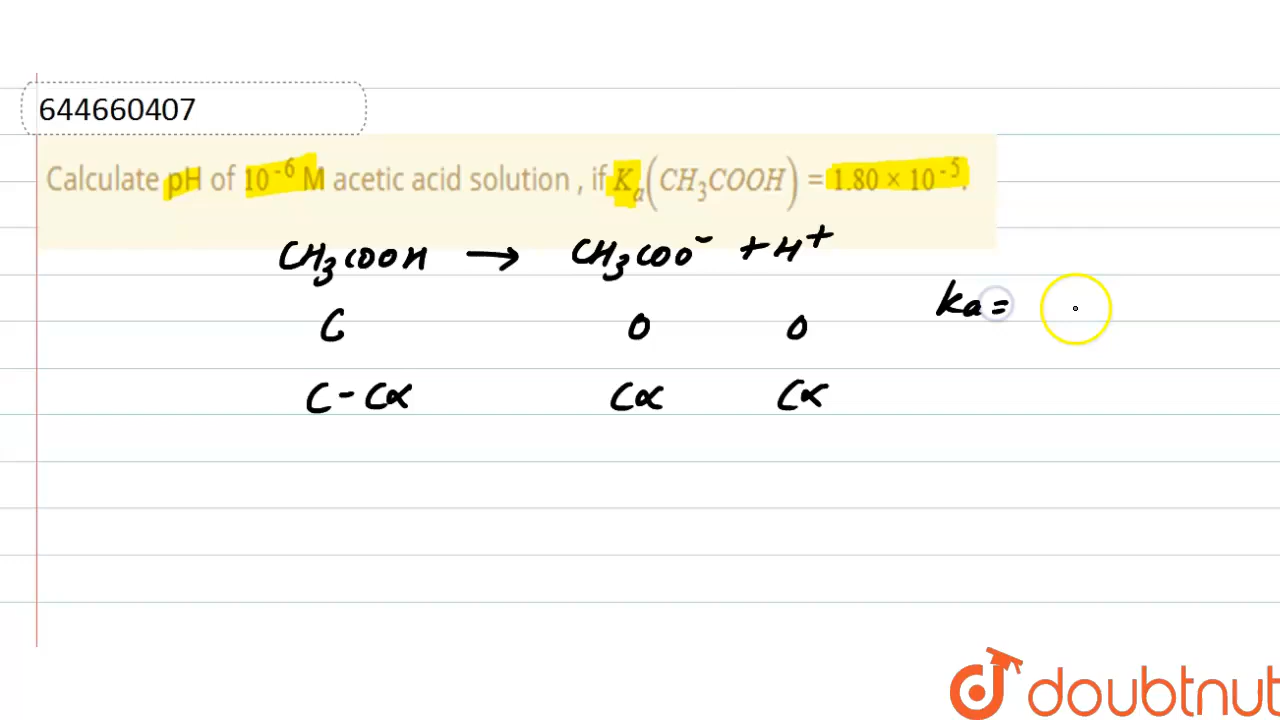 644660407
Calculate pH of 10⁻⁶ M acetic acid solution , if Kₐ(CH₃COOH) = 1.80 × 10⁻⁵.
CH₃COOH → CH₃COO⁻ + H⁺
Ka =
C 0 0
C - Cα Cα Cα
doubtnut